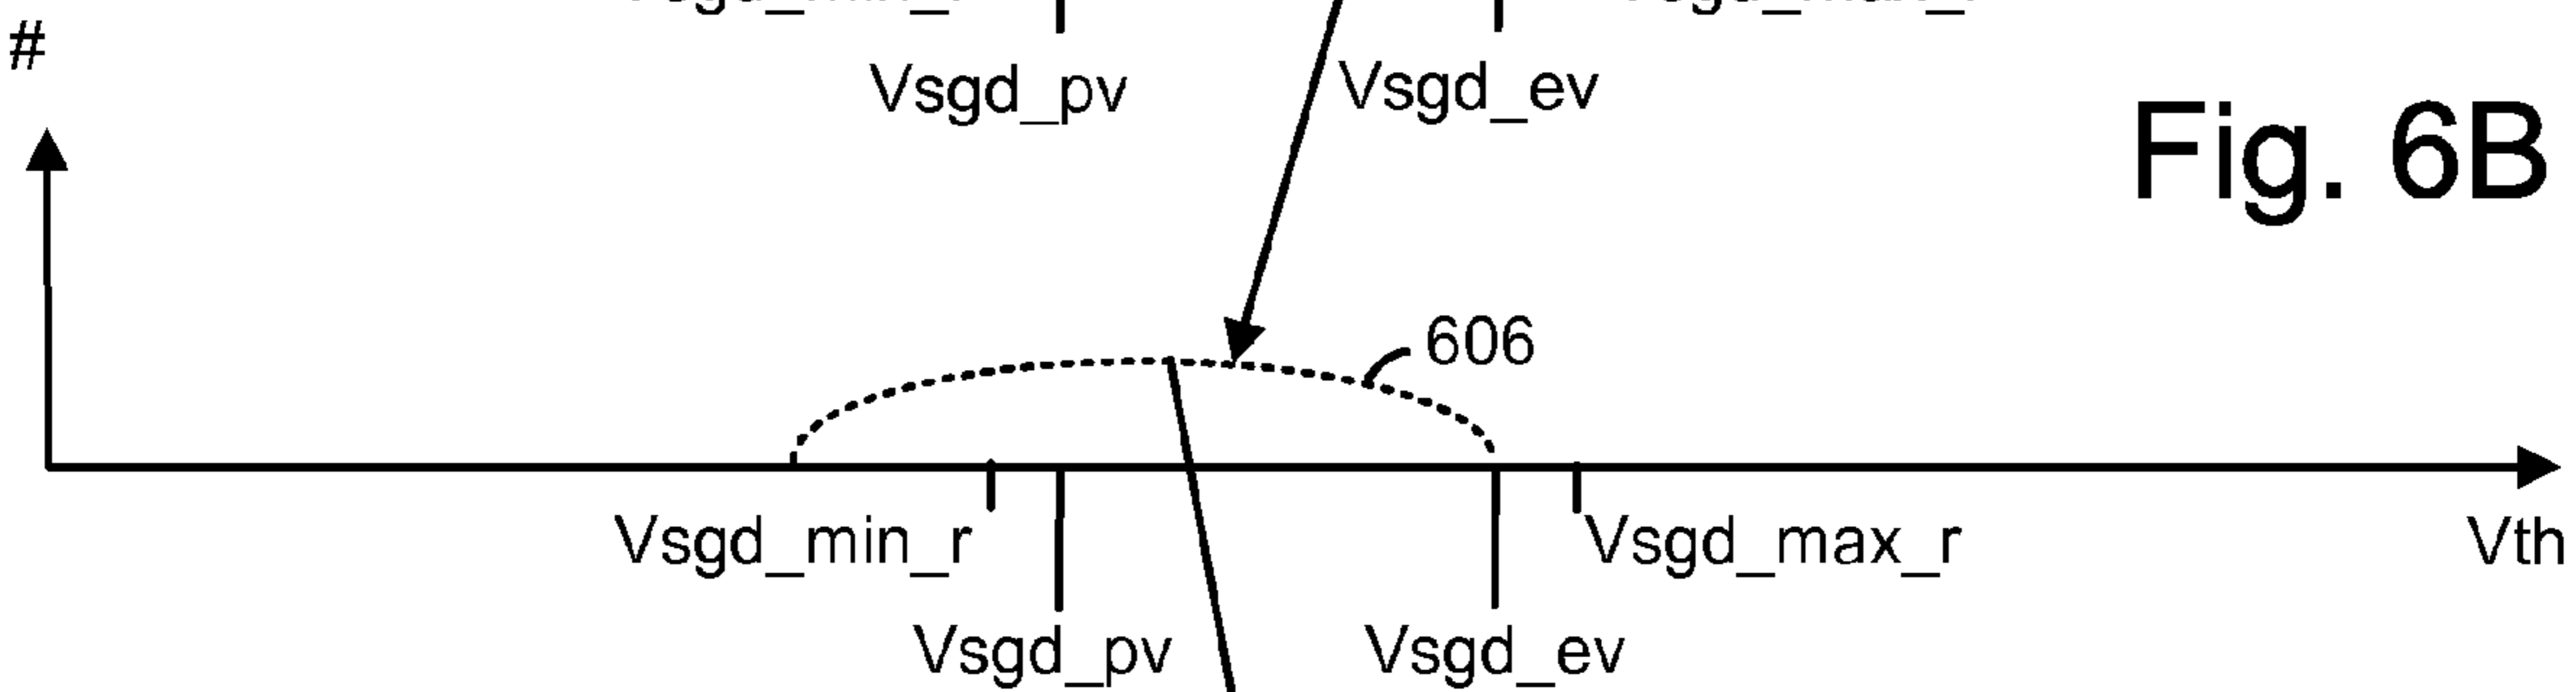 #
Vsgd_pv Vsgd_ev
Fig. 6B
606
Vsgd_min_r Vsgd_max_r Vth
Vsgd_pv Vsgd_ev